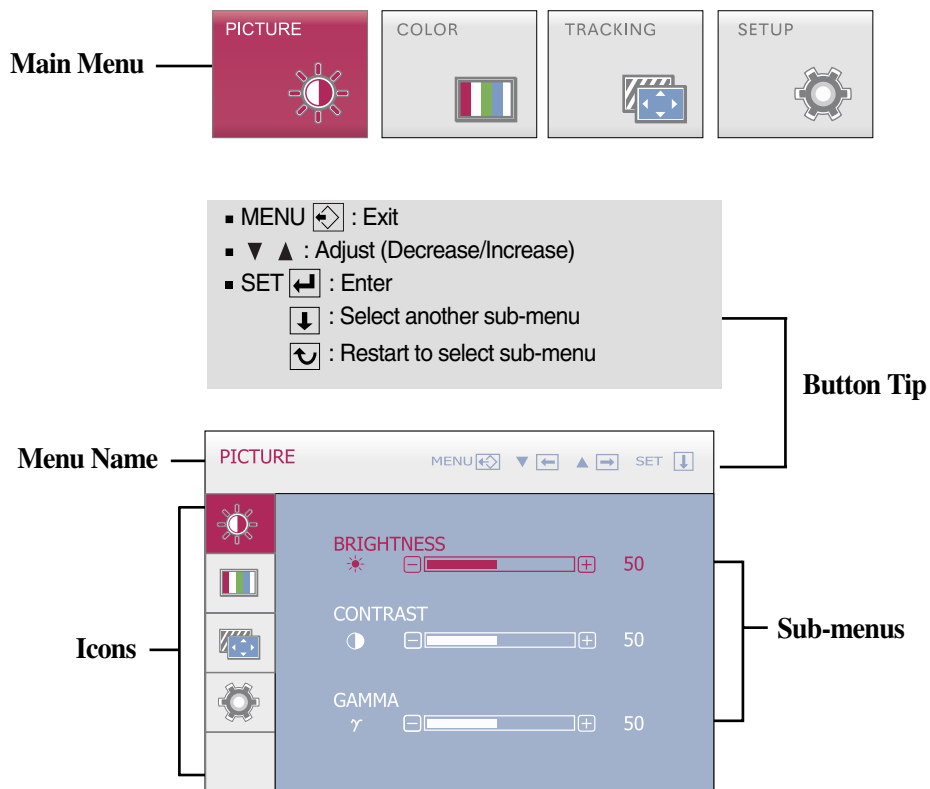 PICTURE
COLOR
TRACKING
SETUP
Main Menu
▪ MENU : Exit
▪ ▼ ▲ : Adjust (Decrease/Increase)
▪ SET : Enter
: Select another sub-menu
: Restart to select sub-menu
Button Tip
Menu Name
PICTURE
MENU ▼ ▲ SET
BRIGHTNESS
50
CONTRAST
50
Icons
Sub-menus
GAMMA
γ 50